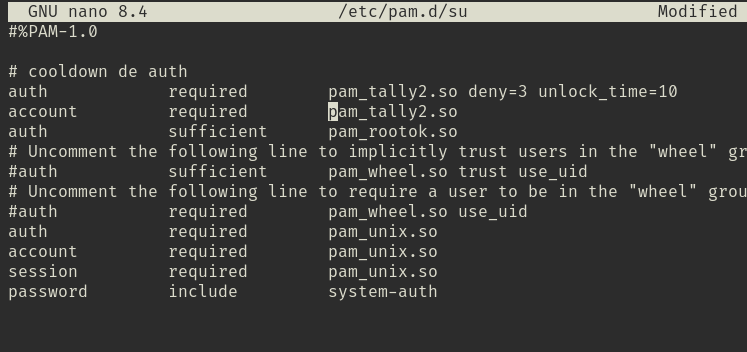 GNU nano 8.4 /etc/pam.d/su Modified
#%PAM-1.0
# cooldown de auth
auth required pam_tally2.so deny=3 unlock_time=10
account required pam_tally2.so
auth sufficient pam_rootok.so
# Uncomment the following line to implicitly trust users in the "wheel" gr
#auth sufficient pam_wheel.so trust use_uid
# Uncomment the following line to require a user to be in the "wheel" grou
#auth required pam_wheel.so use_uid
auth required pam_unix.so
account required pam_unix.so
session required pam_unix.so
password include system-auth